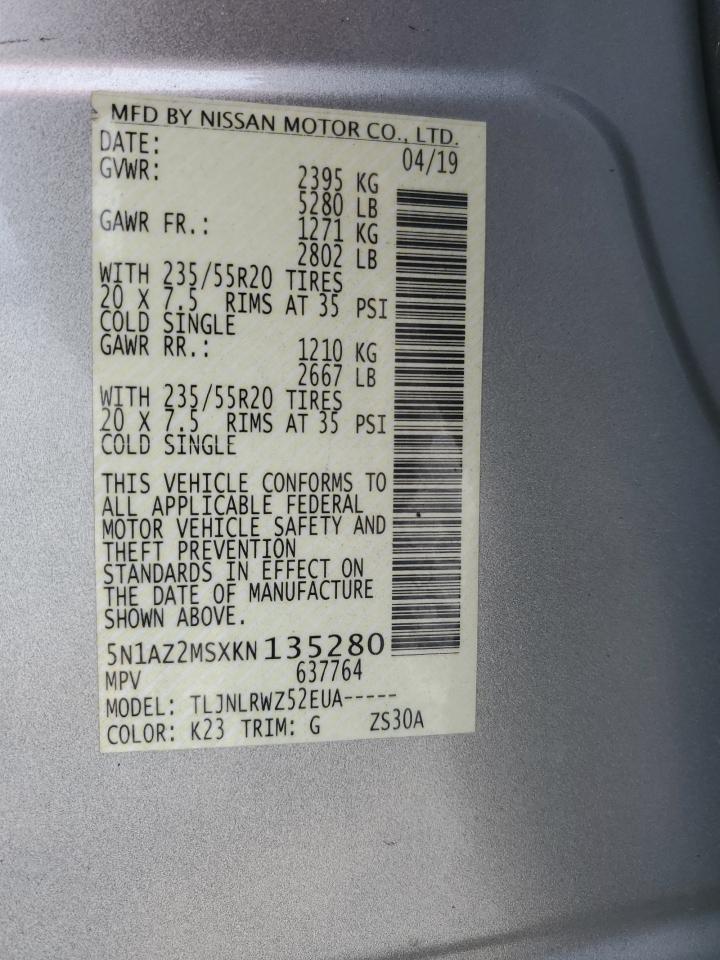 MFD BY NISSAN MOTOR CO., LTD.
DATE: 04/19
GVWR: 2395 KG
5280 LB
GAWR FR.: 1271 KG
2802 LB
WITH 235/55R20 TIRES
20 X 7.5 RIMS AT 35 PSI
COLD SINGLE
GAWR RR.: 1210 KG
2667 LB
WITH 235/55R20 TIRES
20 X 7.5 RIMS AT 35 PSI
COLD SINGLE
THIS VEHICLE CONFORMS TO
ALL APPLICABLE FEDERAL
MOTOR VEHICLE SAFETY AND
THEFT PREVENTION
STANDARDS IN EFFECT ON
THE DATE OF MANUFACTURE
SHOWN ABOVE.
5N1AZ2MSXKN135280
MPV 637764
MODEL: TLJNLRWZ52EUA-----
COLOR: K23 TRIM: G ZS30A